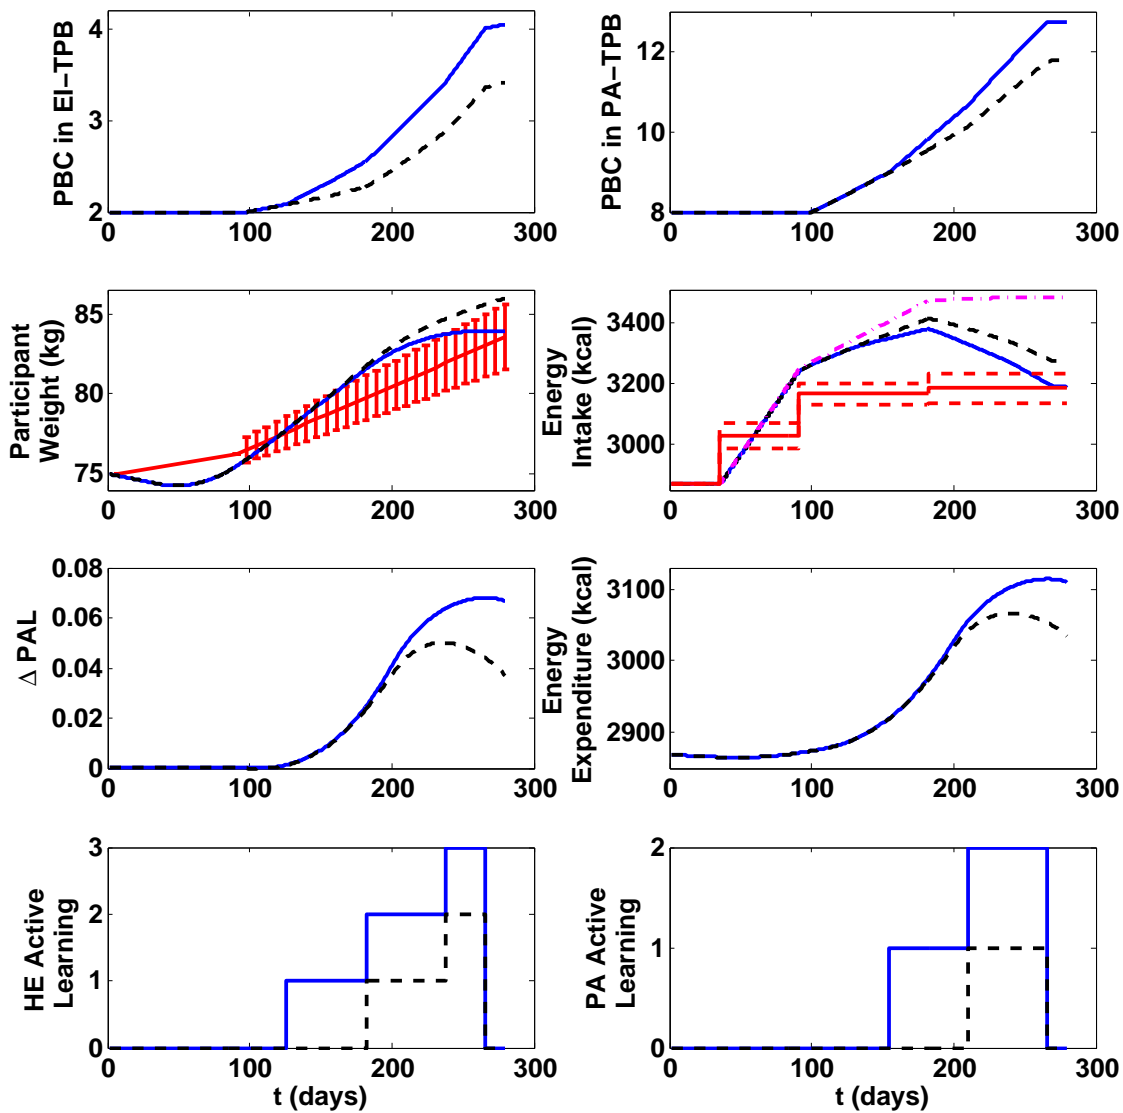 PBC in EI−TPB
4
3
2
0 100 200 300
PBC in PA−TPB
12
10
8
0 100 200 300
Participant
Weight (kg)
85
80
75
0 100 200 300
Energy
Intake (kcal)
3400
3200
3000
0 100 200 300
Δ PAL
0.08
0.06
0.04
0.02
0
0 100 200 300
Energy
Expenditure (kcal)
3100
3000
2900
0 100 200 300
HE Active
Learning
3
2
1
0
0 100 200 300
t (days)
PA Active
Learning
2
1
0
0 100 200 300
t (days)